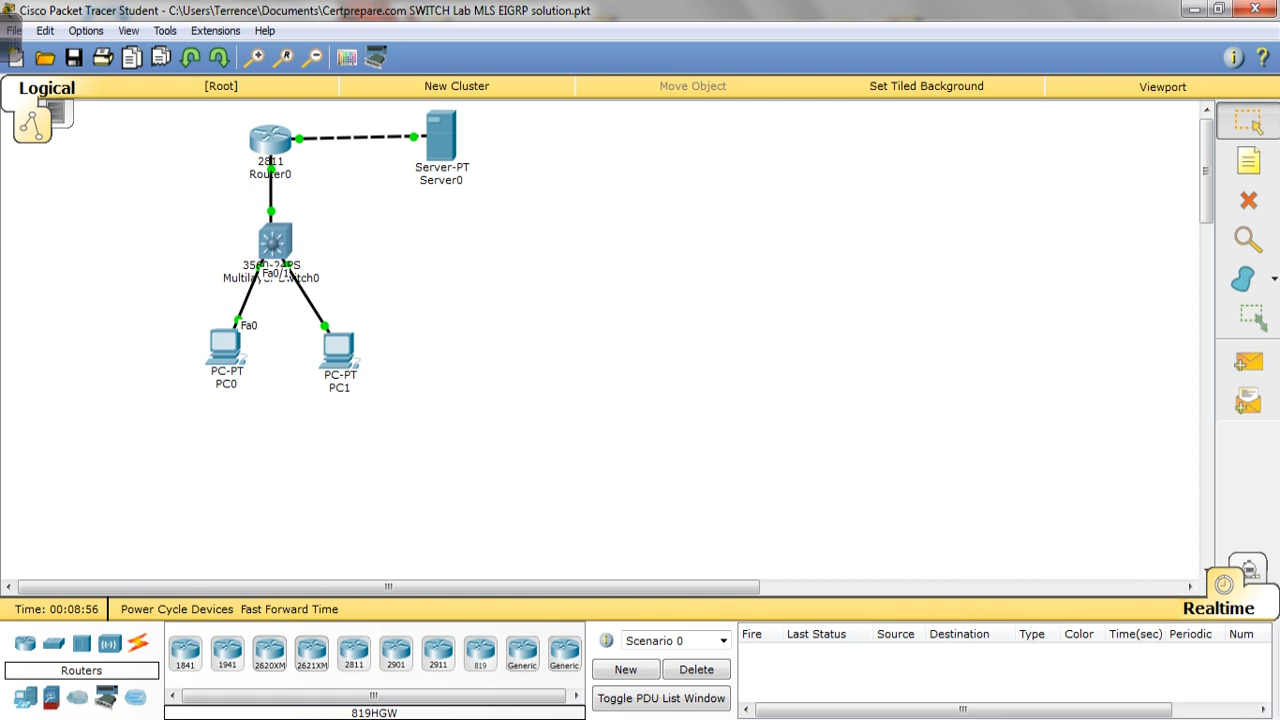 Cisco Packet Tracer Student - C:\Users\Terrence\Documents\Certprepare.com SWITCH Lab MLS EIGRP solution.pkt
File Edit Options View Tools Extensions Help
Logical [Root] New Cluster Move Object Set Tiled Background Viewport
2811
Router0
Server-PT
Server0
Fa0/1
Fa0
PC-PT
PC0
PC-PT
PC1
Time: 00:08:56 Power Cycle Devices Fast Forward Time Realtime
Routers
1841 1941 2620XM 2621XM 2811 2901 2911 819 Generic Generic
819HGW
Scenario 0
New Delete
Toggle PDU List Window
Fire Last Status Source Destination Type Color Time(sec) Periodic Num